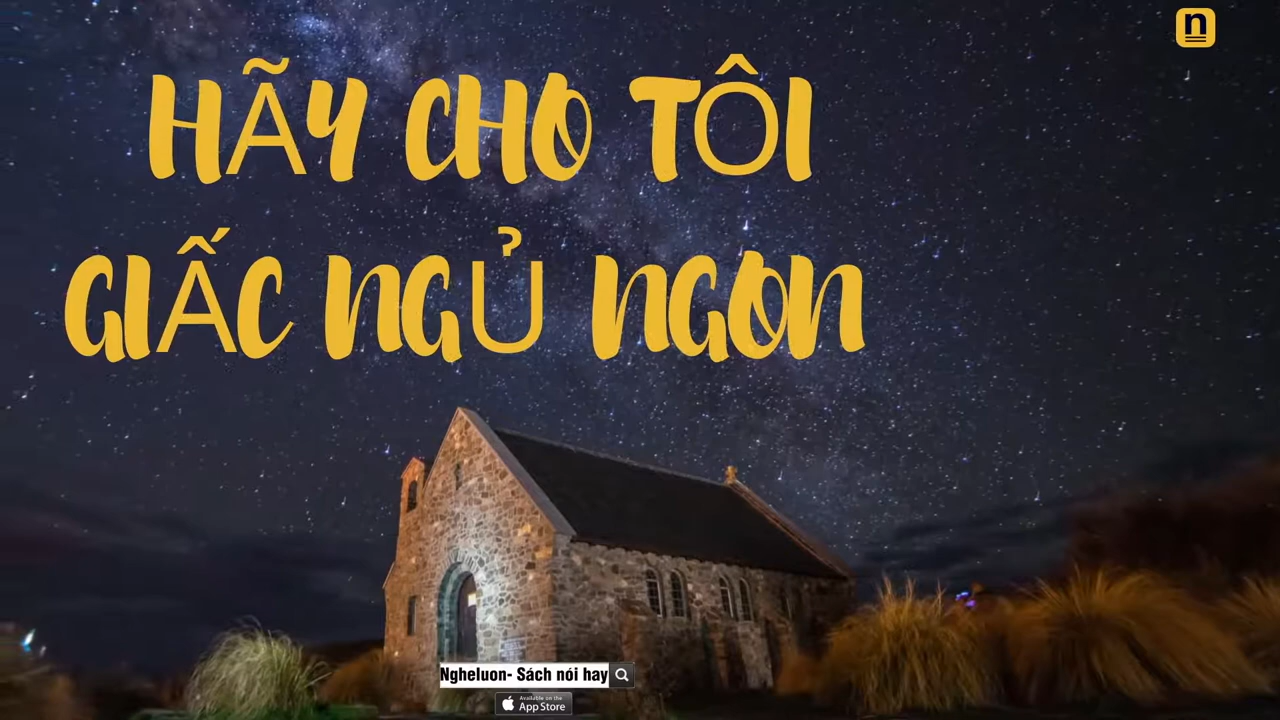 n
HÃY CHO TÔI
GIẤC NGỦ NGON
Ngheluon- Sách nói hay
Available on the
App Store